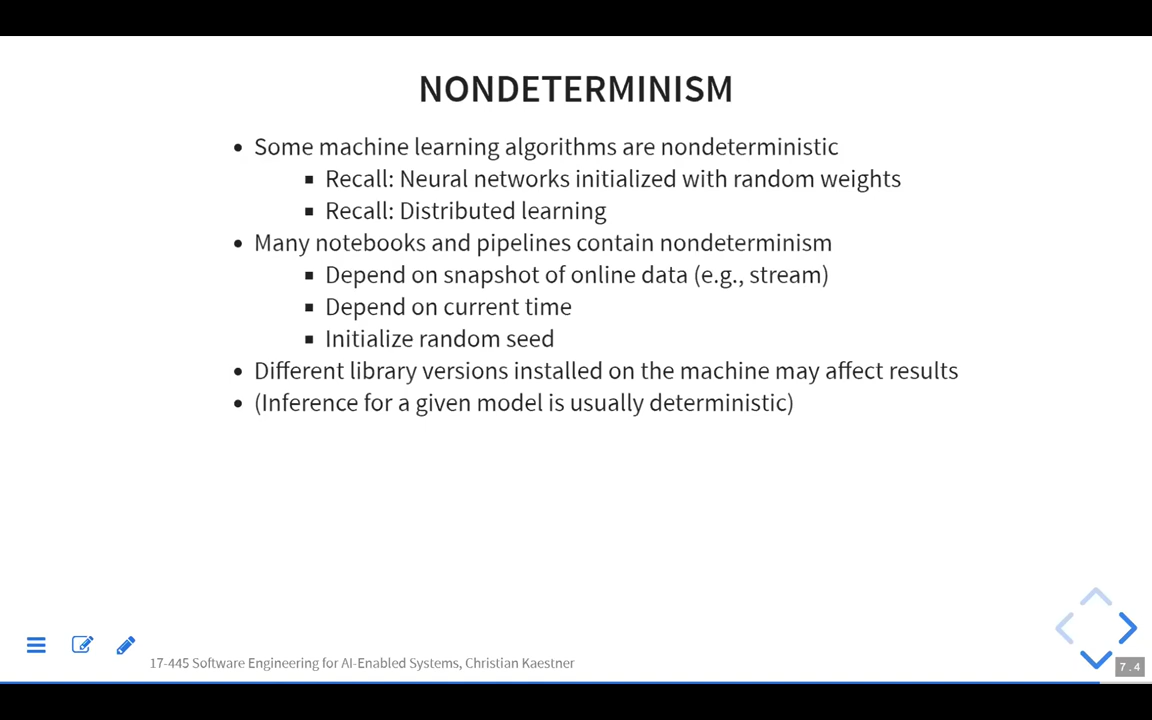 NONDETERMINISM
• Some machine learning algorithms are nondeterministic
▪ Recall: Neural networks initialized with random weights
▪ Recall: Distributed learning
• Many notebooks and pipelines contain nondeterminism
▪ Depend on snapshot of online data (e.g., stream)
▪ Depend on current time
▪ Initialize random seed
• Different library versions installed on the machine may affect results
• (Inference for a given model is usually deterministic)
17-445 Software Engineering for AI-Enabled Systems, Christian Kaestner
7 . 4